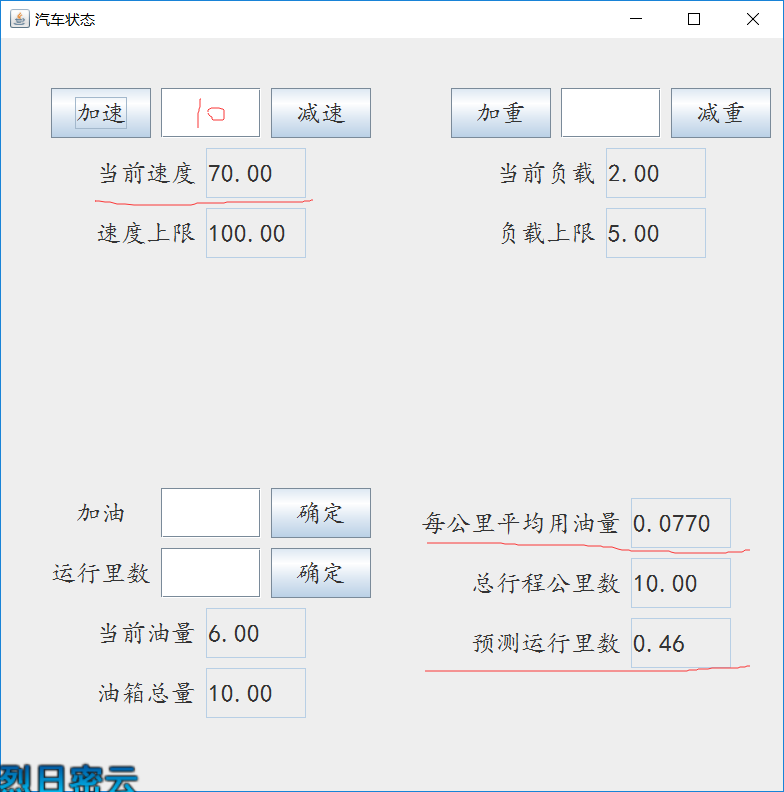 汽车状态
加速 10 减速 加重 减重
当前速度 70.00 当前负载 2.00
速度上限 100.00 负载上限 5.00
加油 确定 每公里平均用油量 0.0770
运行里数 确定 总行程公里数 10.00
当前油量 6.00 预测运行里数 0.46
油箱总量 10.00
烈日密云